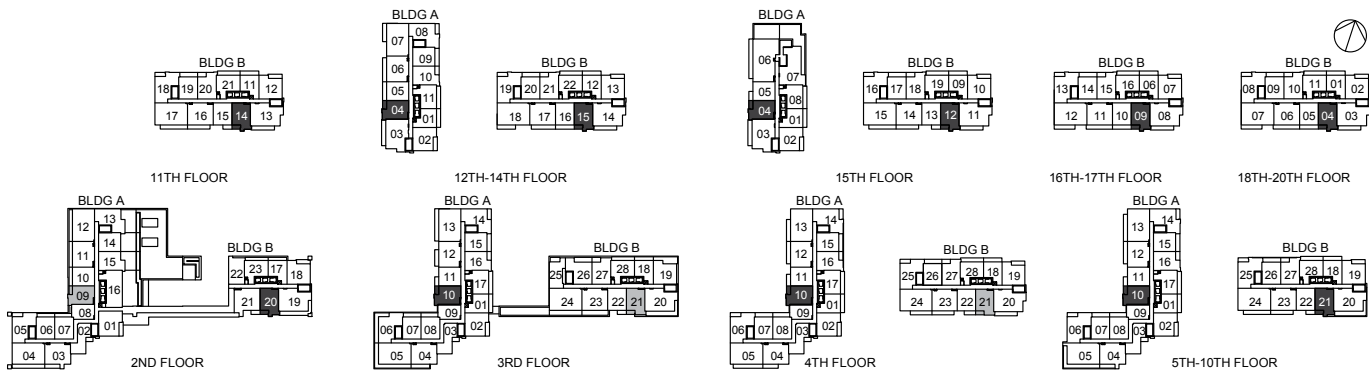 BLDG A
08
07
09
06
10
05
11
04
01
03
02
BLDG A
06
07
05
08
04
01
03
02
BLDG B
18 19 20 21 11 12
17 16 15 14 13
11TH FLOOR
BLDG B
19 20 21 22 12 13
18 17 16 15 14
12TH-14TH FLOOR
BLDG B
16 17 18 19 09 10
15 14 13 12 11
15TH FLOOR
BLDG B
13 14 15 16 06 07
12 11 10 09 08
16TH-17TH FLOOR
BLDG B
08 09 10 11 01 02
07 06 05 04 03
18TH-20TH FLOOR
BLDG A
12 13
14
11
15
10
16
09
08
05 06 07 02 01
04 03
BLDG B
22 23 17 18
21 20 19
2ND FLOOR
BLDG A
14
13
15
12
16
11
17
10
01
09
06 07 08 03 02
05 04
BLDG B
25 26 27 28 18 19
24 23 22 21 20
3RD FLOOR
BLDG A
14
13
15
12
16
11
17
10
01
09
06 07 08 03 02
05 04
BLDG B
25 26 27 28 18 19
24 23 22 21 20
4TH FLOOR
BLDG A
14
13
15
12
16
11
17
10
01
09
06 07 08 03 02
05 04
BLDG B
25 26 27 28 18 19
24 23 22 21 20
5TH-10TH FLOOR